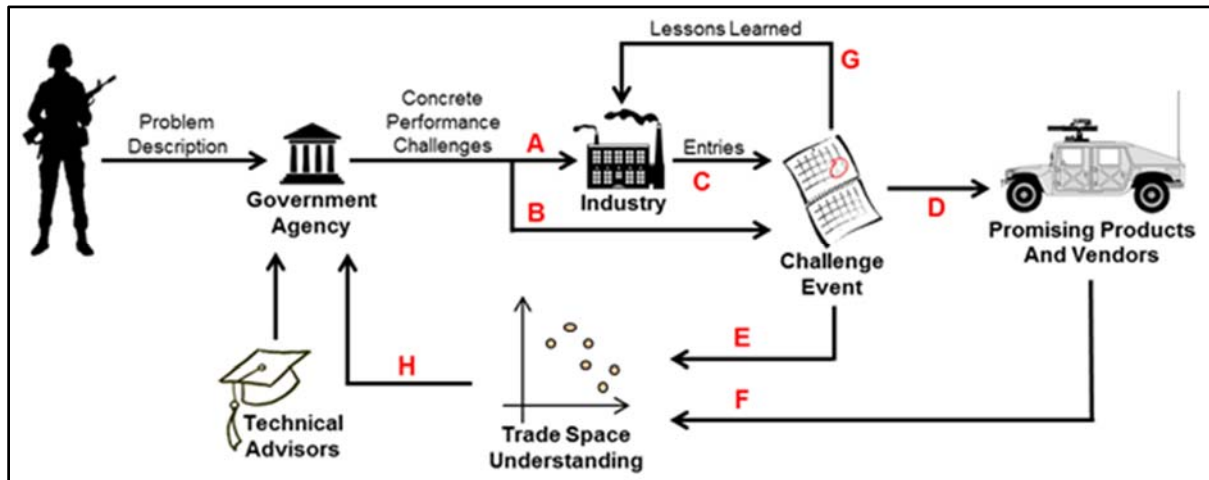 Lessons Learned
G
Problem
Description
Concrete
Performance
Challenges
A
Entries
C
B
D
Government
Agency
Industry
Challenge
Event
Promising Products
And Vendors
E
H
F
Technical
Advisors
Trade Space
Understanding